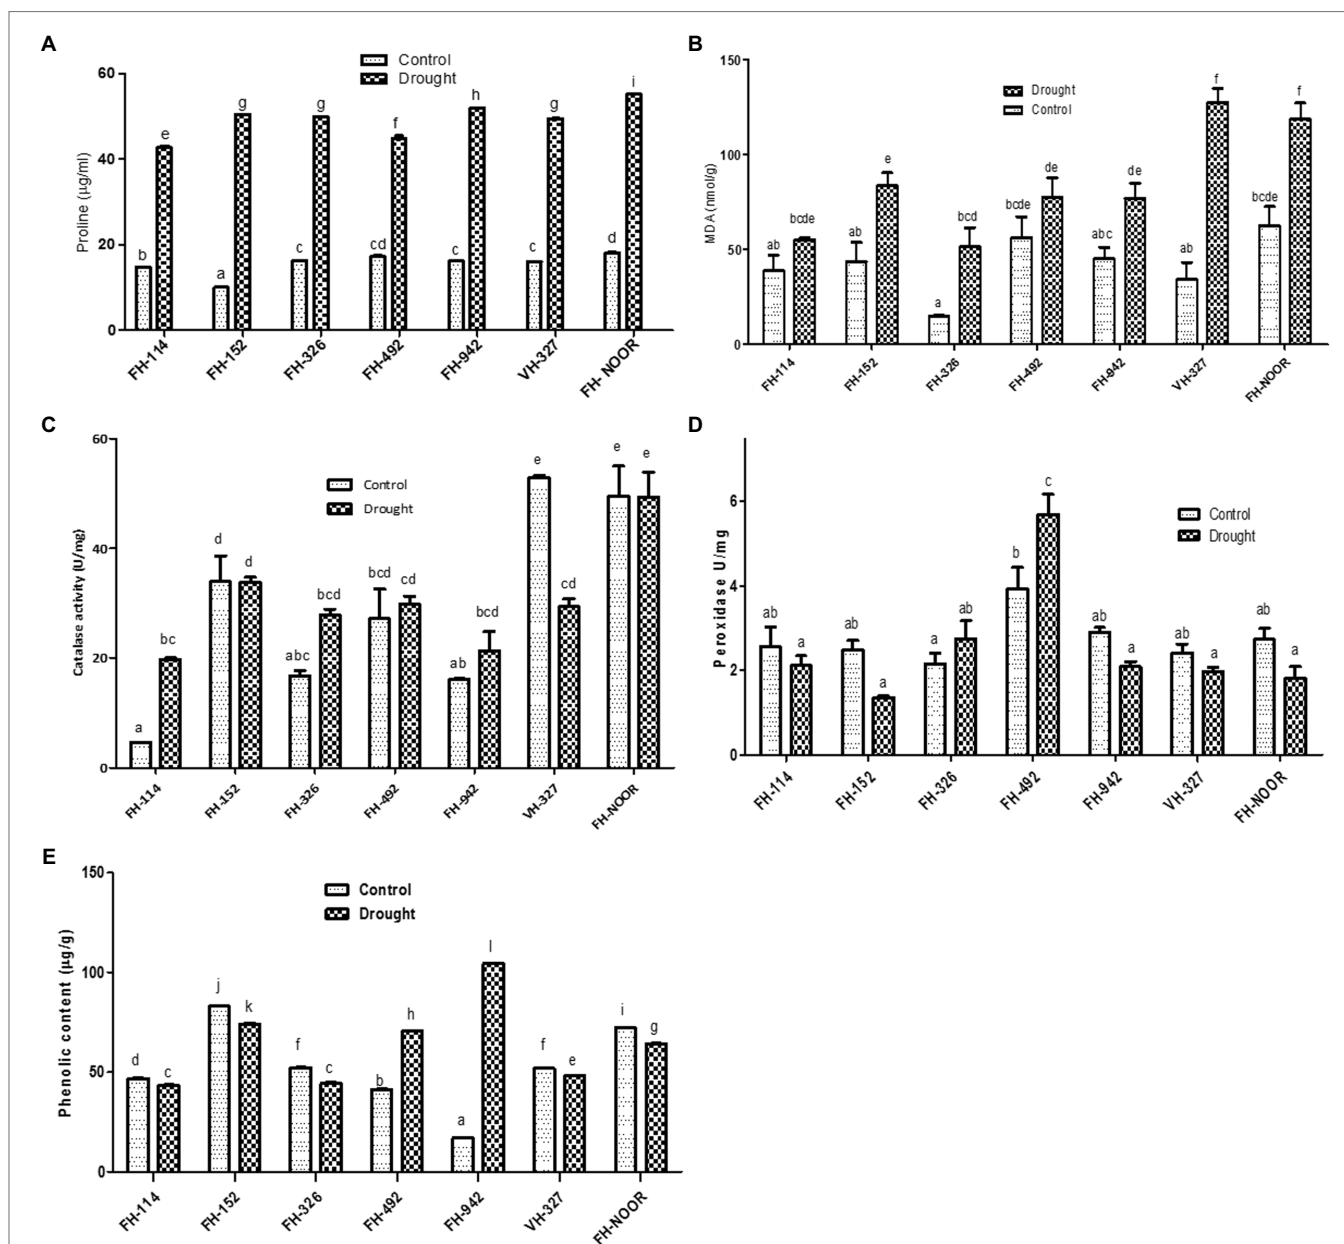 A
Control
Drought
Proline (µg/ml)
60
40
20
0
e
g
g
f
h
g
i
b
a
c
cd
c
c
d
FH-114
FH-152
FH-326
FH-492
FH-942
VH-327
FH- NOOR
B
Drought
Control
MDA (nmol/g)
150
100
50
0
ab
bcde
ab
e
a
bcd
bcde
de
abc
de
ab
f
bcde
f
FH-114
FH-152
FH-326
FH-492
FH-942
VH-327
FH-NOOR
C
Control
Drought
Catalase activity (U/mg)
60
40
20
0
a
bc
d
d
abc
bcd
bcd
cd
ab
bcd
e
cd
e
e
FH-114
FH-152
FH-326
FH-492
FH-942
VH-327
FH-NOOR
D
Control
Drought
Peroxidase U/mg
6
4
2
0
ab
a
ab
a
a
ab
b
c
ab
a
ab
a
ab
a
FH-114
FH-152
FH-326
FH-492
FH-942
VH-327
FH-NOOR
E
Control
Drought
Phenolic content (µg/g)
150
100
50
0
d
c
j
k
f
c
b
h
a
l
f
e
i
g
FH-114
FH-152
FH-326
FH-492
FH-942
VH-327
FH-NOOR